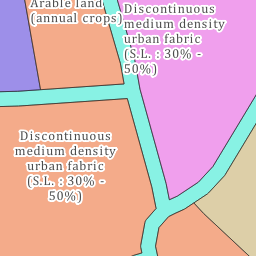 Arable land
(annual crops)
Discontinuous
medium density
urban fabric
(S.L. : 30% -
50%)
Discontinuous
medium density
urban fabric
(S.L. : 30% -
50%)